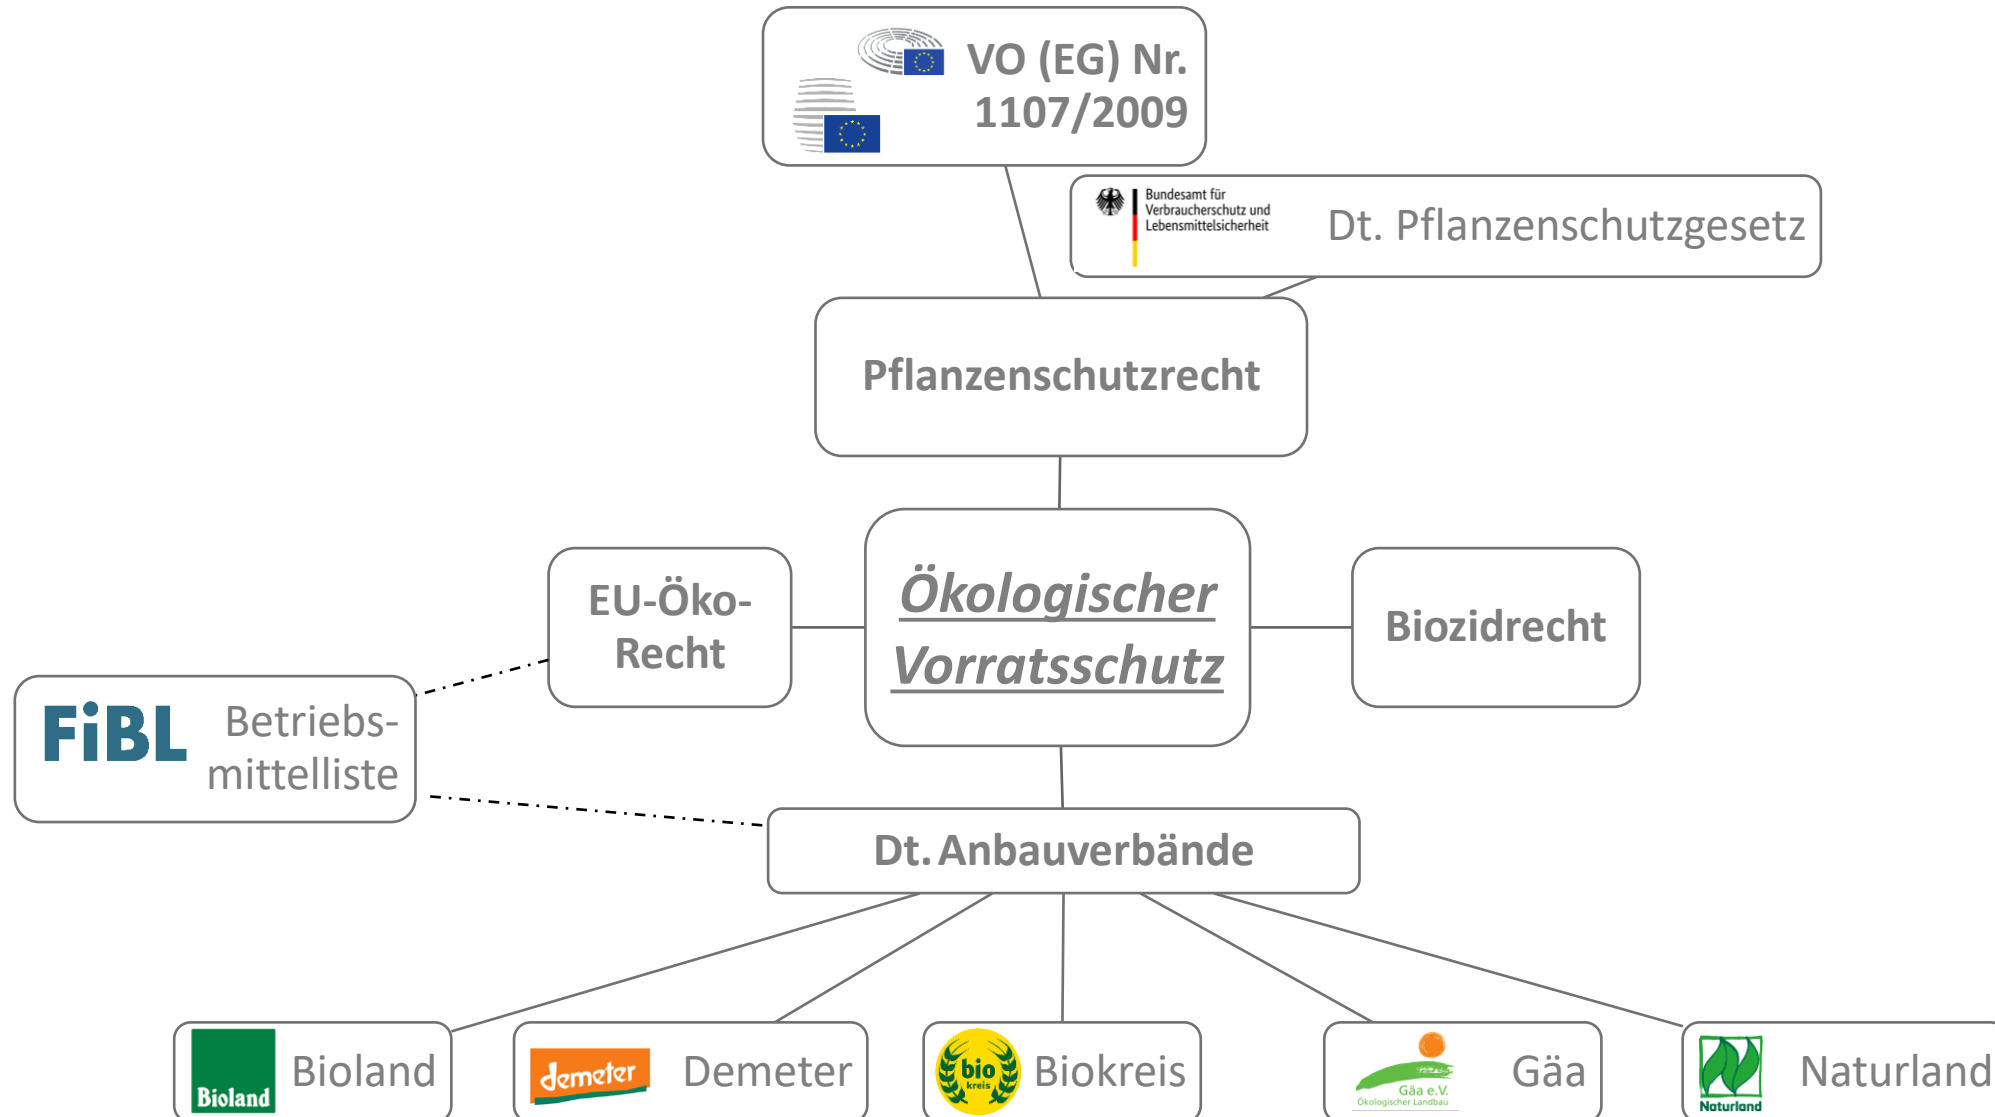 VO (EG) Nr.
1107/2009
Bundesamt für
Verbraucherschutz und
Lebensmittelsicherheit
Dt. Pflanzenschutzgesetz
Pflanzenschutzrecht
EU-Öko-
Recht
Ökologischer
Vorratsschutz
Biozidrecht
FiBL
Betriebs-
mittelliste
Dt. Anbauverbände
Bioland
Bioland
demeter
Demeter
bio
kreis
Biokreis
Gäa e.V.
Ökologischer Landbau
Gäa
Naturland
Naturland